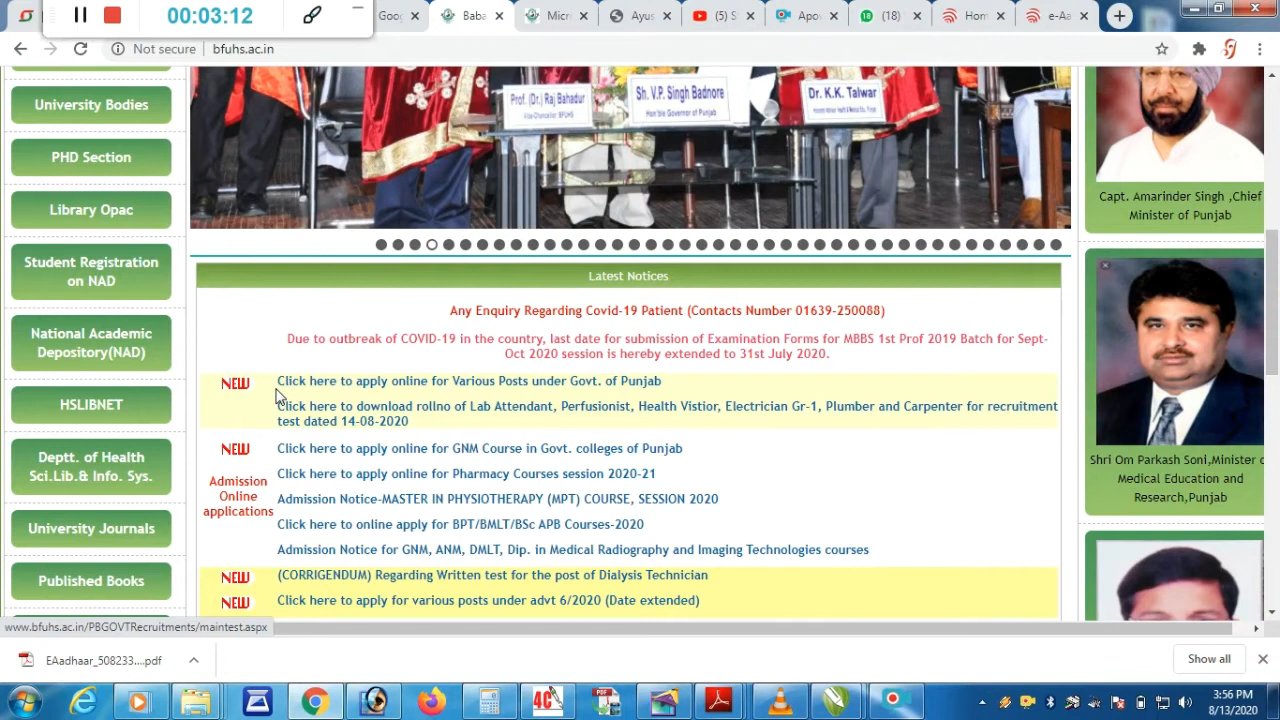 00:03:12
Goo
Baba
Micr
Ayus
(5) S
Apo
(18)
Hom
e-Aa
Not secure
bfuhs.ac.in
University Bodies
PHD Section
Library Opac
Student Registration
on NAD
National Academic
Depository(NAD)
HSLIBNET
Deptt. of Health
Sci.Lib.& Info. Sys.
University Journals
Published Books
Prof. (Dr.) Raj Bahadur
Vice-Chancellor BFUHS
Sh. V.P. Singh Badnore
Hon'ble Governor of Punjab
Dr. K.K. Talwar
Latest Notices
Any Enquiry Regarding Covid-19 Patient (Contacts Number 01639-250088)
Due to outbreak of COVID-19 in the country, last date for submission of Examination Forms for MBBS 1st Prof 2019 Batch for Sept-
Oct 2020 session is hereby extended to 31st July 2020.
NEW Click here to apply online for Various Posts under Govt. of Punjab
Click here to download rollno of Lab Attendant, Perfusionist, Health Vistior, Electrician Gr-1, Plumber and Carpenter for recruitment
test dated 14-08-2020
NEW Click here to apply online for GNM Course in Govt. colleges of Punjab
Click here to apply online for Pharmacy Courses session 2020-21
Admission
Online
applications
Admission Notice-MASTER IN PHYSIOTHERAPY (MPT) COURSE, SESSION 2020
Click here to online apply for BPT/BMLT/BSc APB Courses-2020
Admission Notice for GNM, ANM, DMLT, Dip. in Medical Radiography and Imaging Technologies courses
NEW (CORRIGENDUM) Regarding Written test for the post of Dialysis Technician
NEW Click here to apply for various posts under advt 6/2020 (Date extended)
Capt. Amarinder Singh ,Chief
Minister of Punjab
Shri Om Parkash Soni,Minister o
Medical Education and
Research,Punjab
www.bfuhs.ac.in/PBGOVTRecruitments/maintest.aspx
EAadhaar_508233....pdf
Show all
3:56 PM
8/13/2020